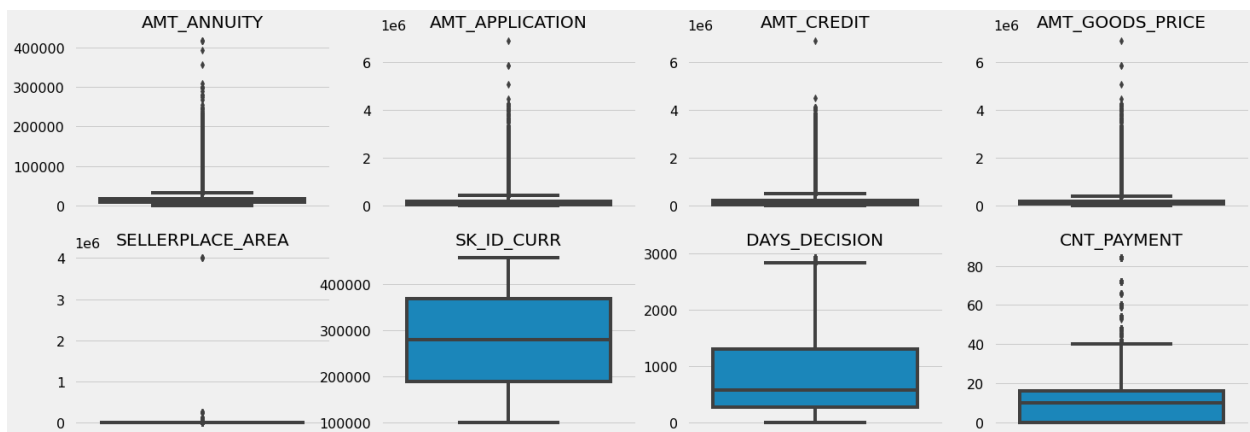 AMT_ANNUITY
400000
300000
200000
100000
0
1e6
AMT_APPLICATION
6
4
2
0
1e6
AMT_CREDIT
6
4
2
0
1e6
AMT_GOODS_PRICE
6
4
2
0
1e6
SELLERPLACE_AREA
4
3
2
1
0
SK_ID_CURR
400000
300000
200000
100000
DAYS_DECISION
3000
2000
1000
0
CNT_PAYMENT
80
60
40
20
0